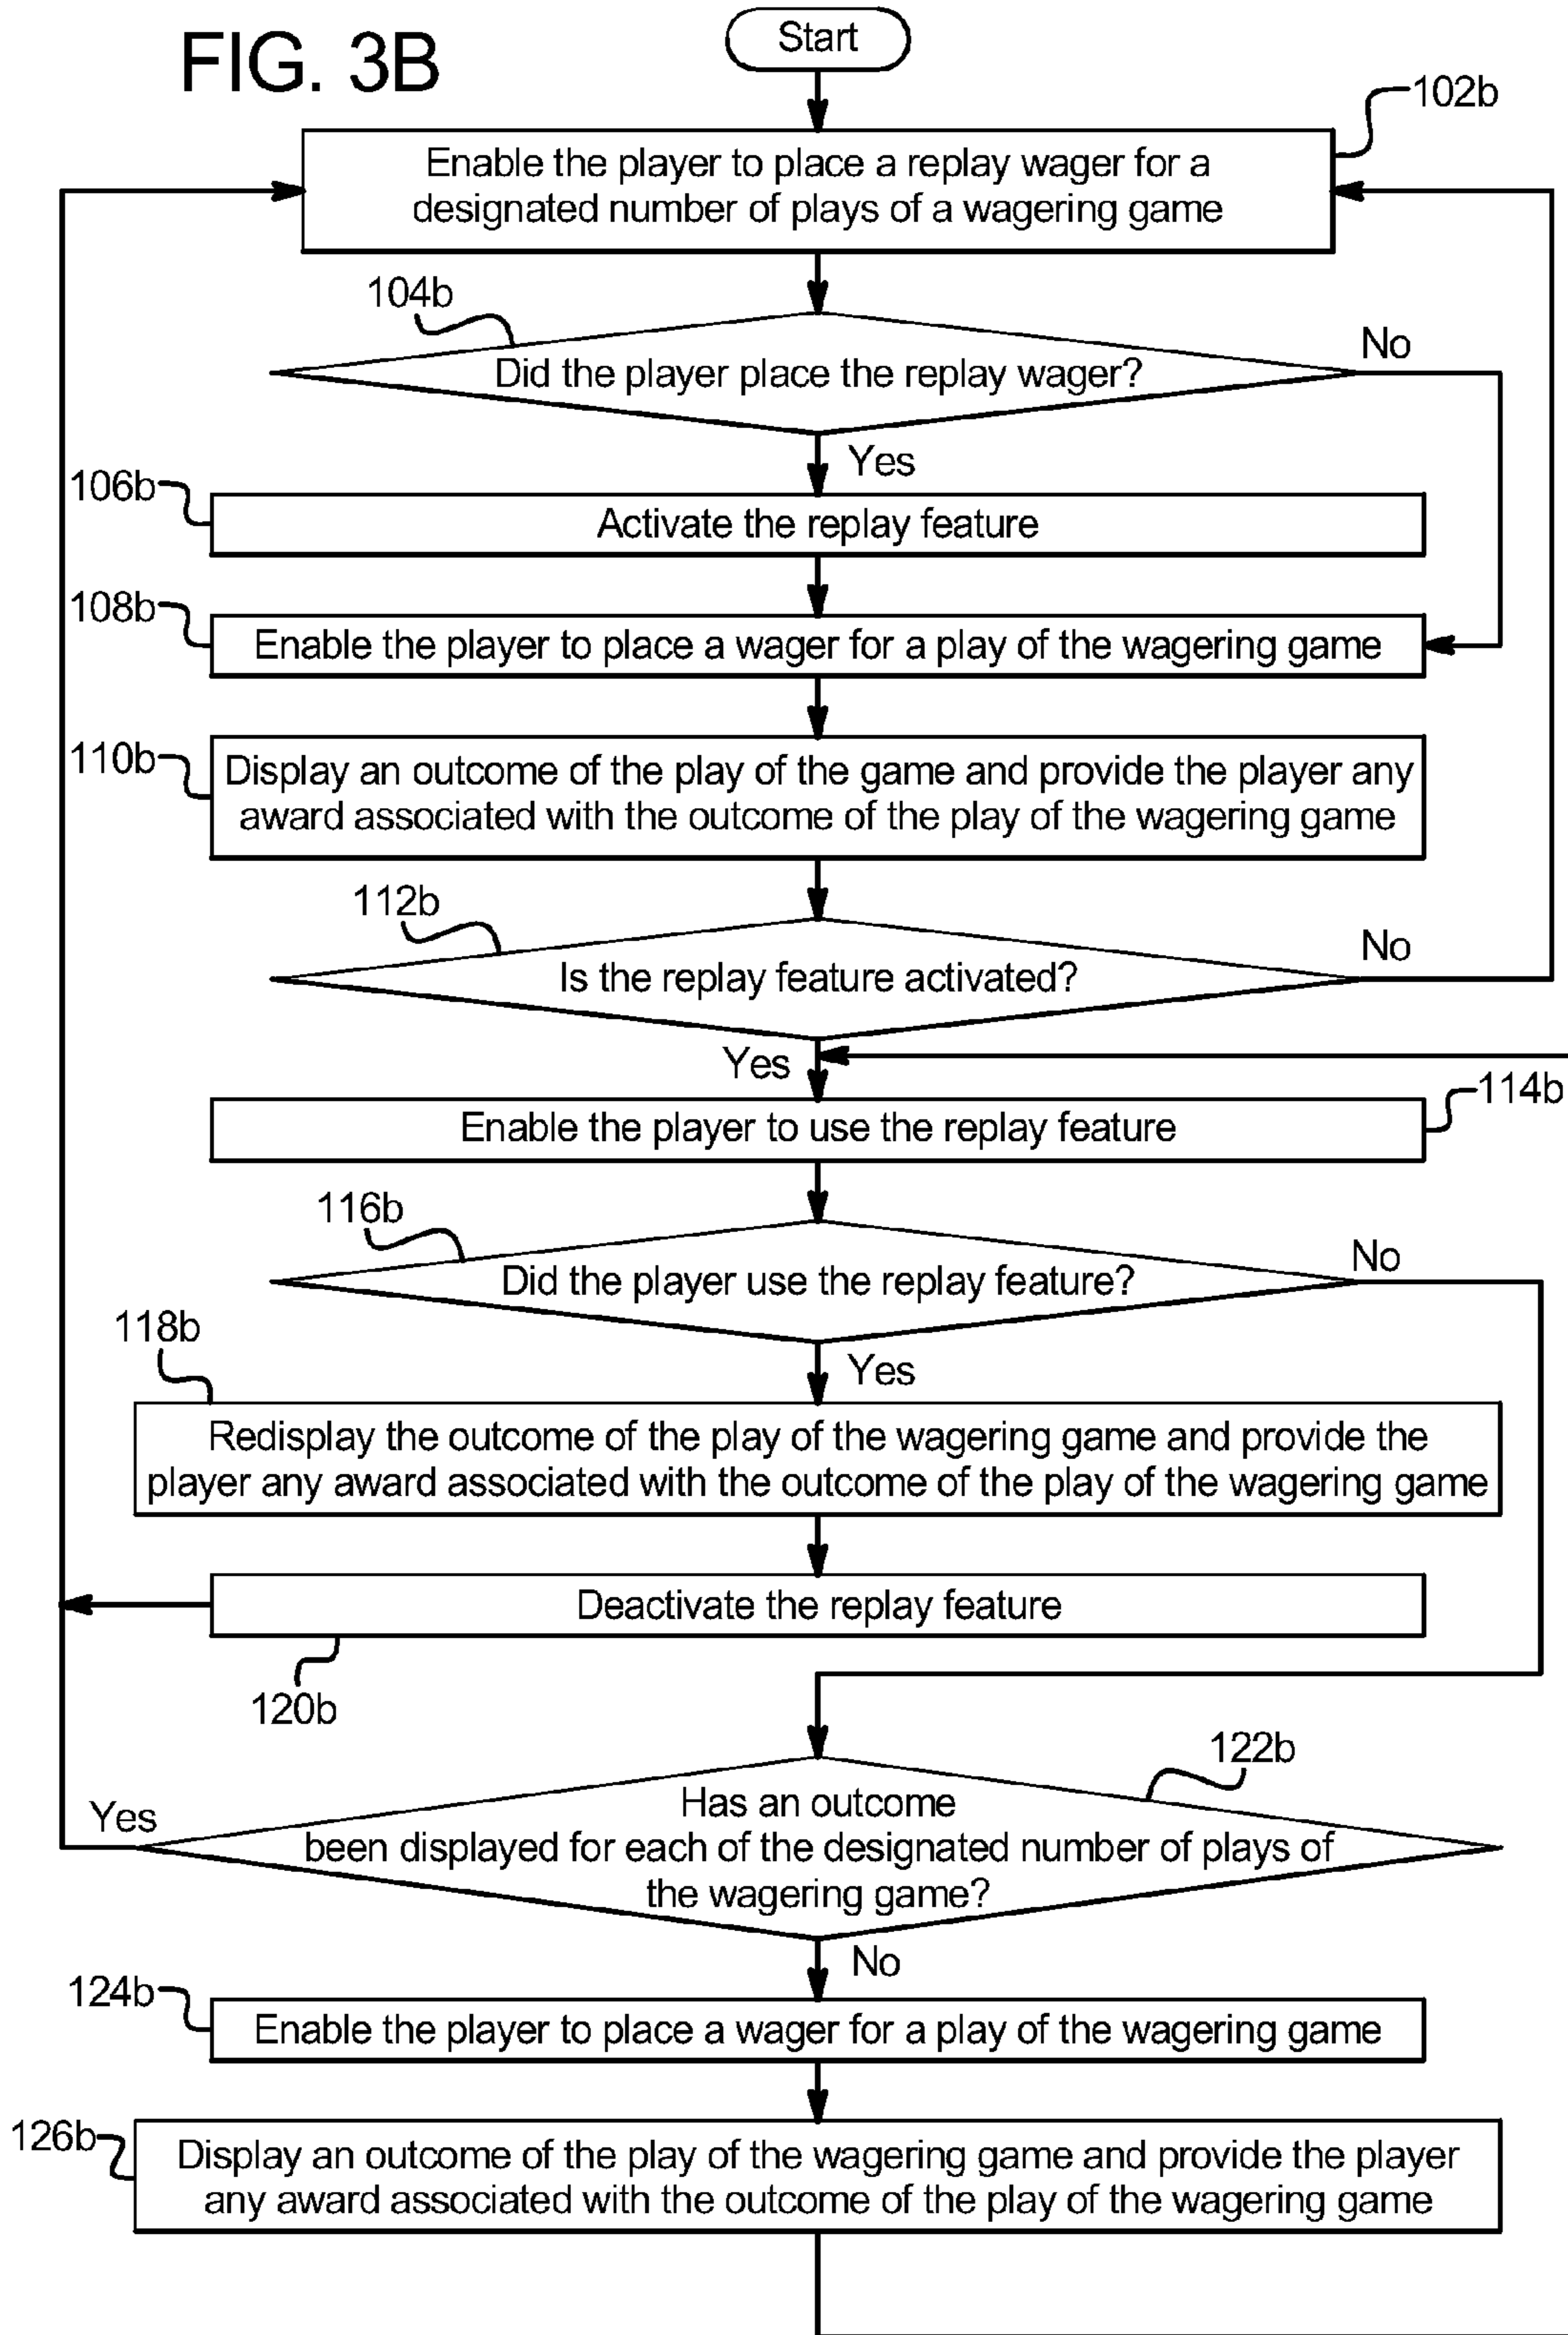 FIG. 3B
Start
102b
Enable the player to place a replay wager for a
designated number of plays of a wagering game
104b
No
Did the player place the replay wager?
Yes
106b
Activate the replay feature
108b
Enable the player to place a wager for a play of the wagering game
110b
Display an outcome of the play of the game and provide the player any
award associated with the outcome of the play of the wagering game
112b
No
Is the replay feature activated?
Yes
114b
Enable the player to use the replay feature
116b
No
Did the player use the replay feature?
118b
Yes
Redisplay the outcome of the play of the wagering game and provide the
player any award associated with the outcome of the play of the wagering game
Deactivate the replay feature
120b
122b
Yes
Has an outcome
been displayed for each of the designated number of plays of
the wagering game?
No
124b
Enable the player to place a wager for a play of the wagering game
126b
Display an outcome of the play of the wagering game and provide the player
any award associated with the outcome of the play of the wagering game